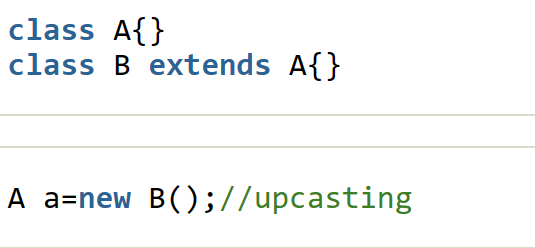 class A{}
class B extends A{}
A a=new B();//upcasting